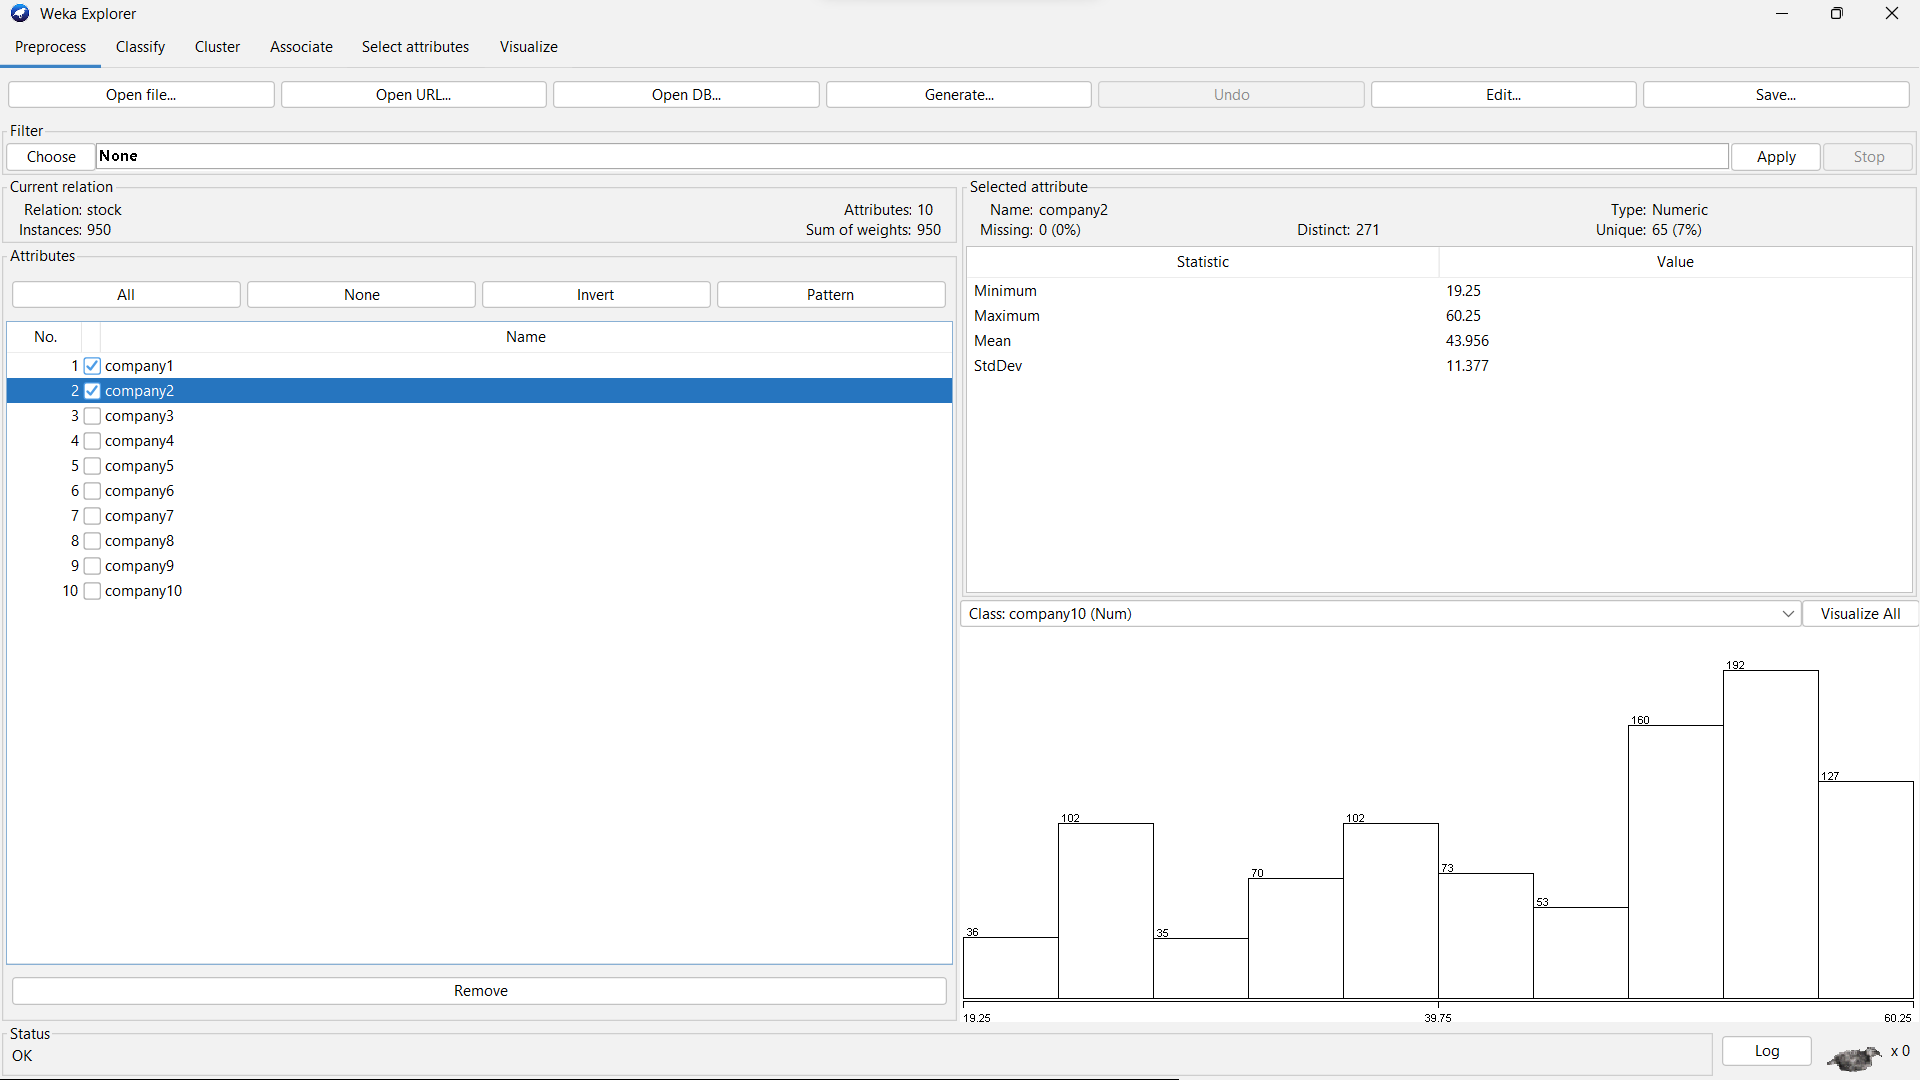 Weka Explorer
Preprocess Classify Cluster Associate Select attributes Visualize
Open file... Open URL... Open DB... Generate... Undo Edit... Save...
Filter
Choose None Apply Stop
Current relation
Relation: stock Attributes: 10
Instances: 950 Sum of weights: 950
Attributes
All None Invert Pattern
No. Name
1 company1
2 company2
3 company3
4 company4
5 company5
6 company6
7 company7
8 company8
9 company9
10 company10
Remove
Selected attribute
Name: company2 Type: Numeric
Missing: 0 (0%) Distinct: 271 Unique: 65 (7%)
Statistic Value
Minimum 19.25
Maximum 60.25
Mean 43.956
StdDev 11.377
Class: company10 (Num) Visualize All
36 102 35 70 102 73 53 160 192 127
19.25 39.75 60.25
Status
OK
Log x 0